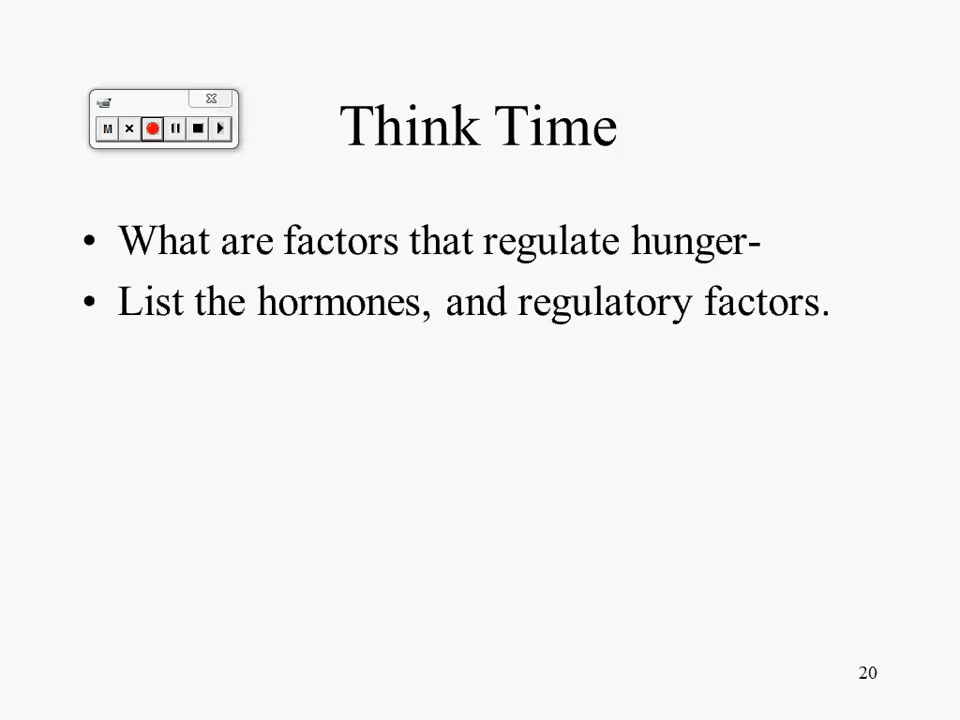 M
Think Time
• What are factors that regulate hunger-
• List the hormones, and regulatory factors.
20